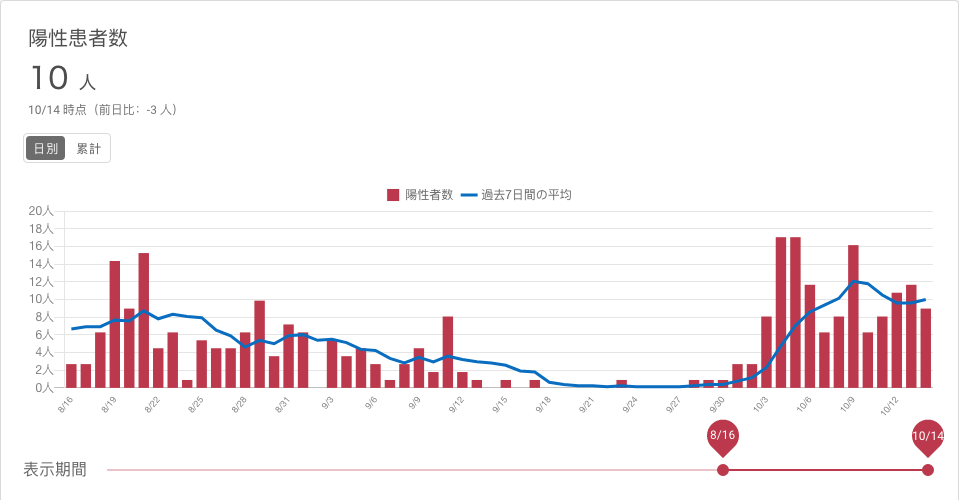 陽性患者数
10 人
10/14 時点（前日比：-3 人）
日別 累計
陽性者数 過去7日間の平均
20人
18人
16人
14人
12人
10人
8人
6人
4人
2人
0人
8/16 8/19 8/22 8/25 8/28 8/31 9/3 9/6 9/9 9/12 9/15 9/18 9/21 9/24 9/27 9/30 10/3 10/6 10/9 10/12
8/16 10/14
表示期間